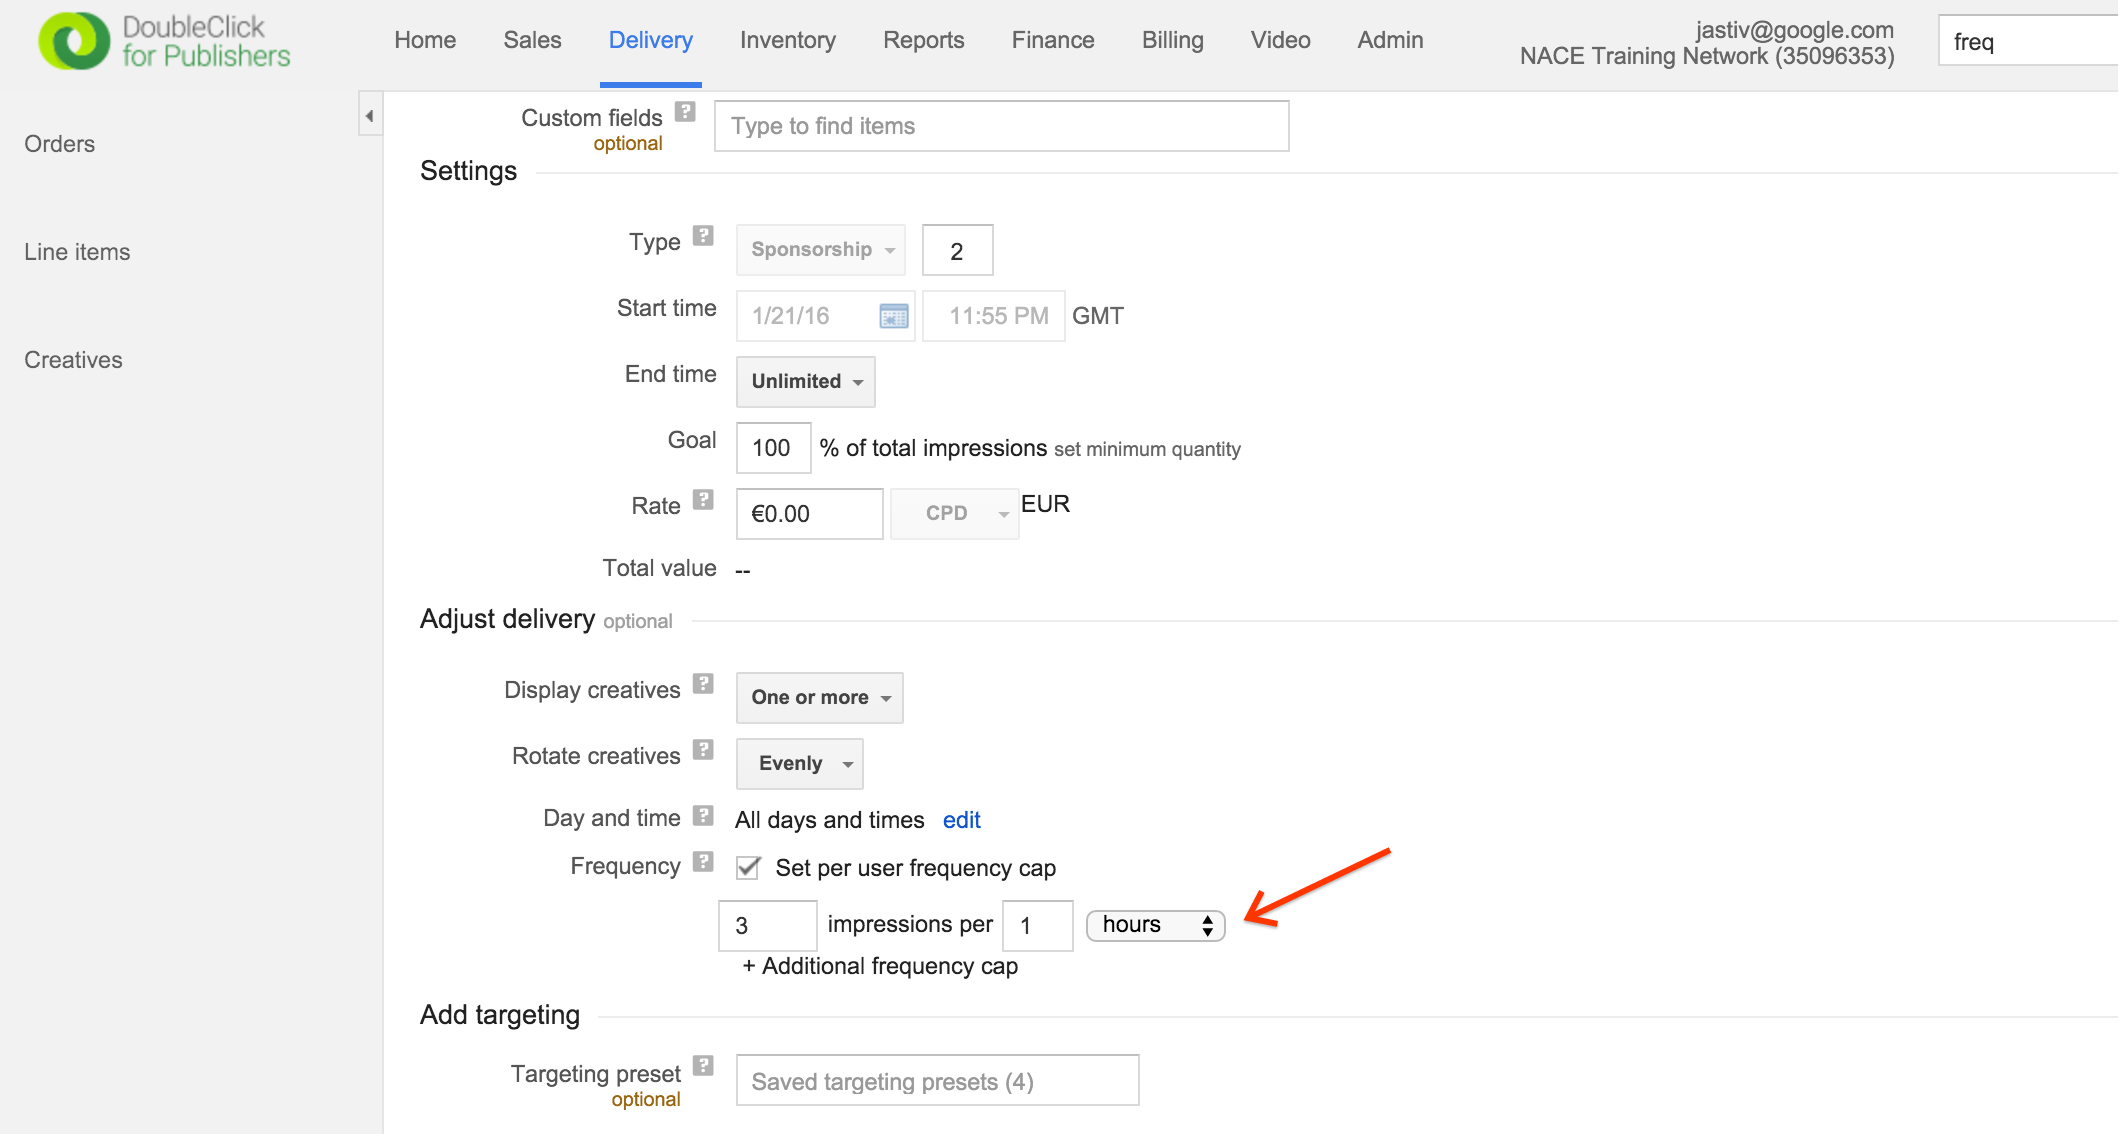 DoubleClick
for Publishers
Home Sales Delivery Inventory Reports Finance Billing Video Admin
jastiv@google.com
NACE Training Network (35096353)
freq
Orders
Line items
Creatives
Custom fields ?
optional
Type to find items
Settings
Type ? Sponsorship 2
Start time 1/21/16 11:55 PM GMT
End time Unlimited
Goal 100 % of total impressions set minimum quantity
Rate ? €0.00 CPD EUR
Total value --
Adjust delivery optional
Display creatives ? One or more
Rotate creatives ? Evenly
Day and time ? All days and times edit
Frequency ? Set per user frequency cap
3 impressions per 1 hours
+ Additional frequency cap
Add targeting
Targeting preset ?
optional
Saved targeting presets (4)